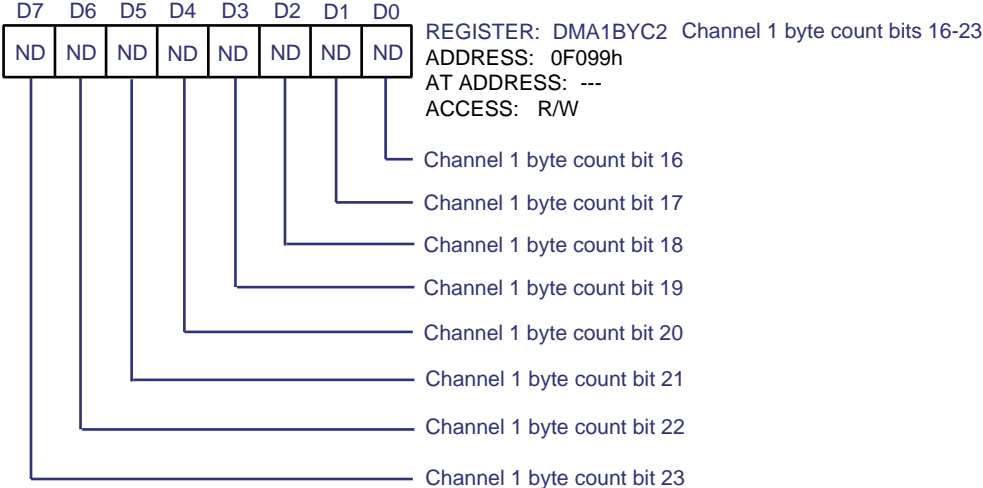 D7 D6 D5 D4 D3 D2 D1 D0
ND ND ND ND ND ND ND ND
REGISTER: DMA1BYC2 Channel 1 byte count bits 16-23
ADDRESS: 0F099h
AT ADDRESS: ---
ACCESS: R/W
Channel 1 byte count bit 16
Channel 1 byte count bit 17
Channel 1 byte count bit 18
Channel 1 byte count bit 19
Channel 1 byte count bit 20
Channel 1 byte count bit 21
Channel 1 byte count bit 22
Channel 1 byte count bit 23